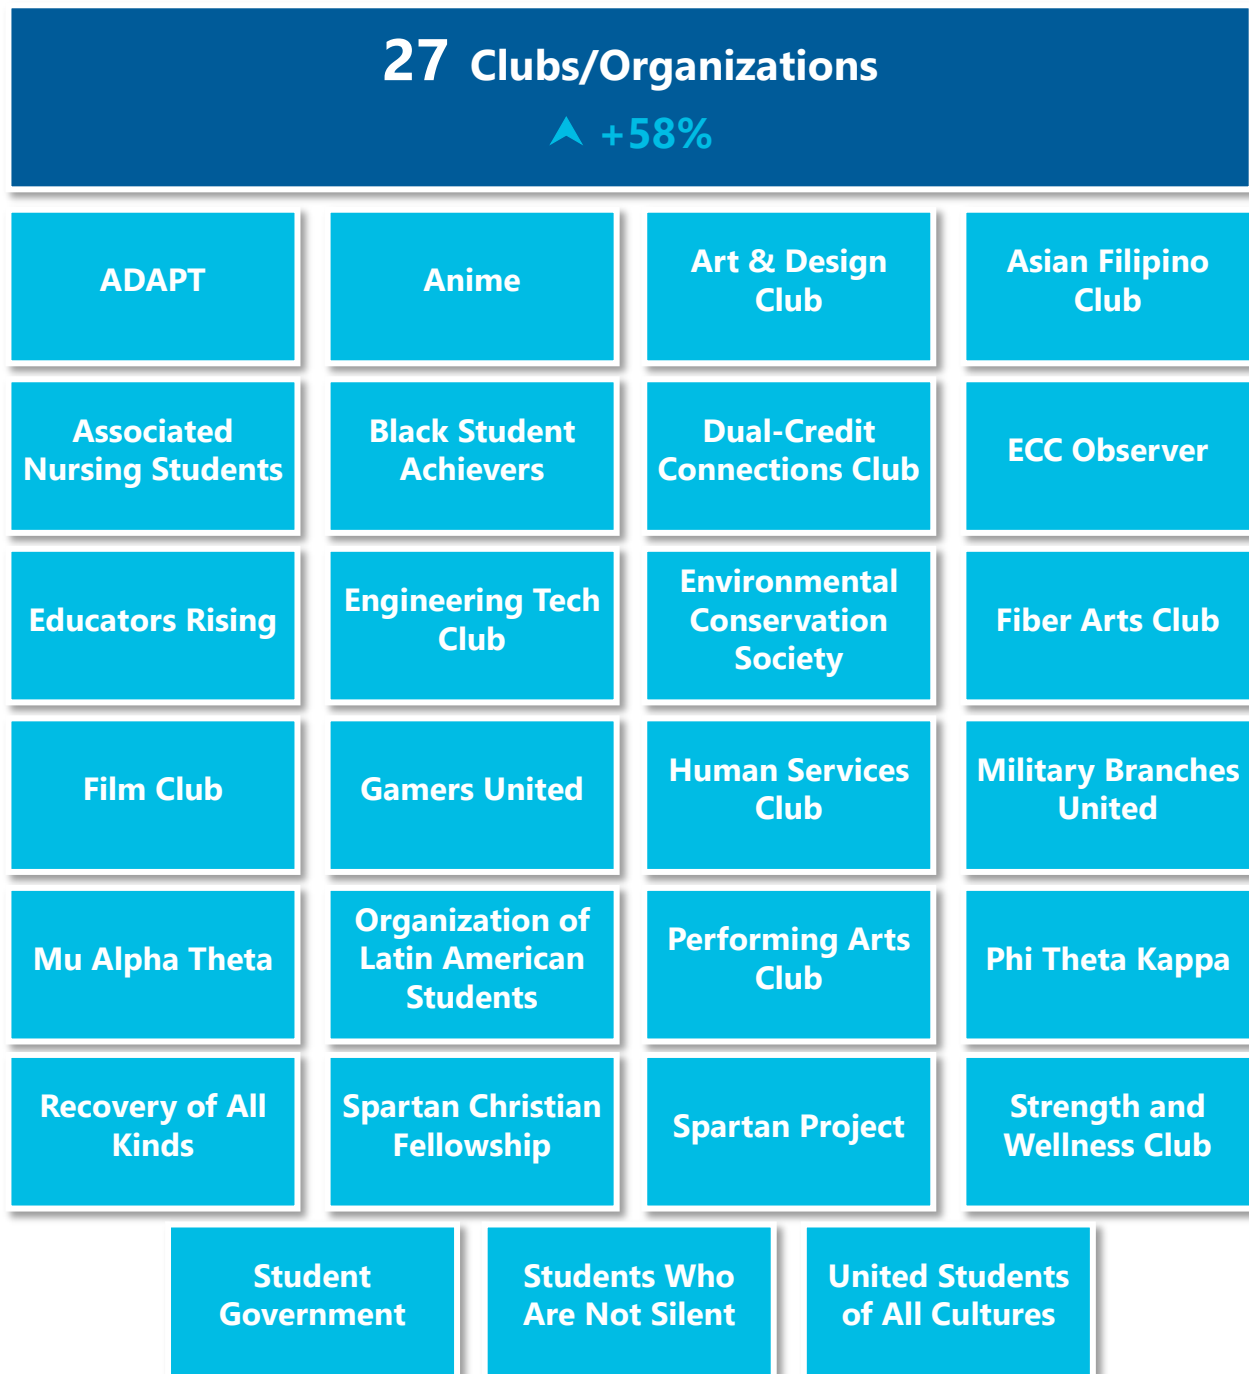 27 Clubs/Organizations
+58%
ADAPT
Anime
Art & Design
Club
Asian Filipino
Club
Associated
Nursing Students
Black Student
Achievers
Dual-Credit
Connections Club
ECC Observer
Educators Rising
Engineering Tech
Club
Environmental
Conservation
Society
Fiber Arts Club
Film Club
Gamers United
Human Services
Club
Military Branches
United
Mu Alpha Theta
Organization of
Latin American
Students
Performing Arts
Club
Phi Theta Kappa
Recovery of All
Kinds
Spartan Christian
Fellowship
Spartan Project
Strength and
Wellness Club
Student
Government
Students Who
Are Not Silent
United Students
of All Cultures